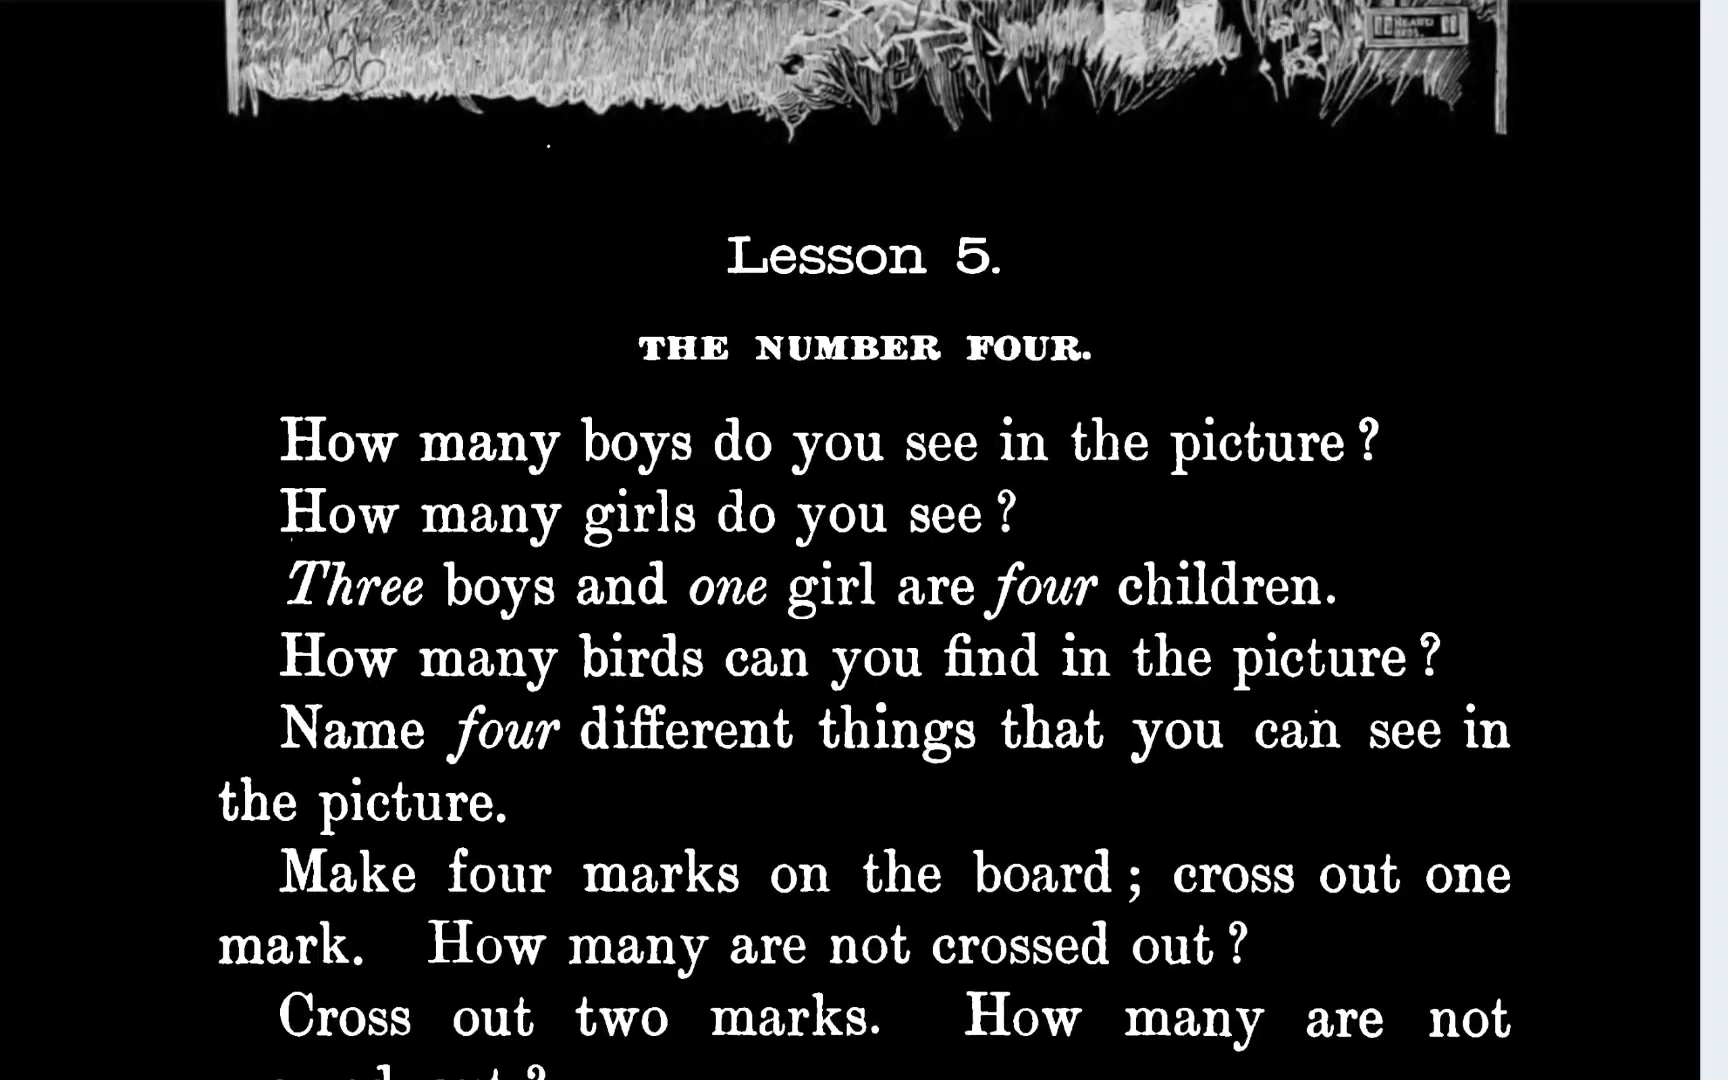 Lesson 5.
THE NUMBER FOUR.
How many boys do you see in the picture?
How many girls do you see?
Three boys and one girl are four children.
How many birds can you find in the picture?
Name four different things that you can see in
the picture.
Make four marks on the board; cross out one
mark. How many are not crossed out?
Cross out two marks. How many are not